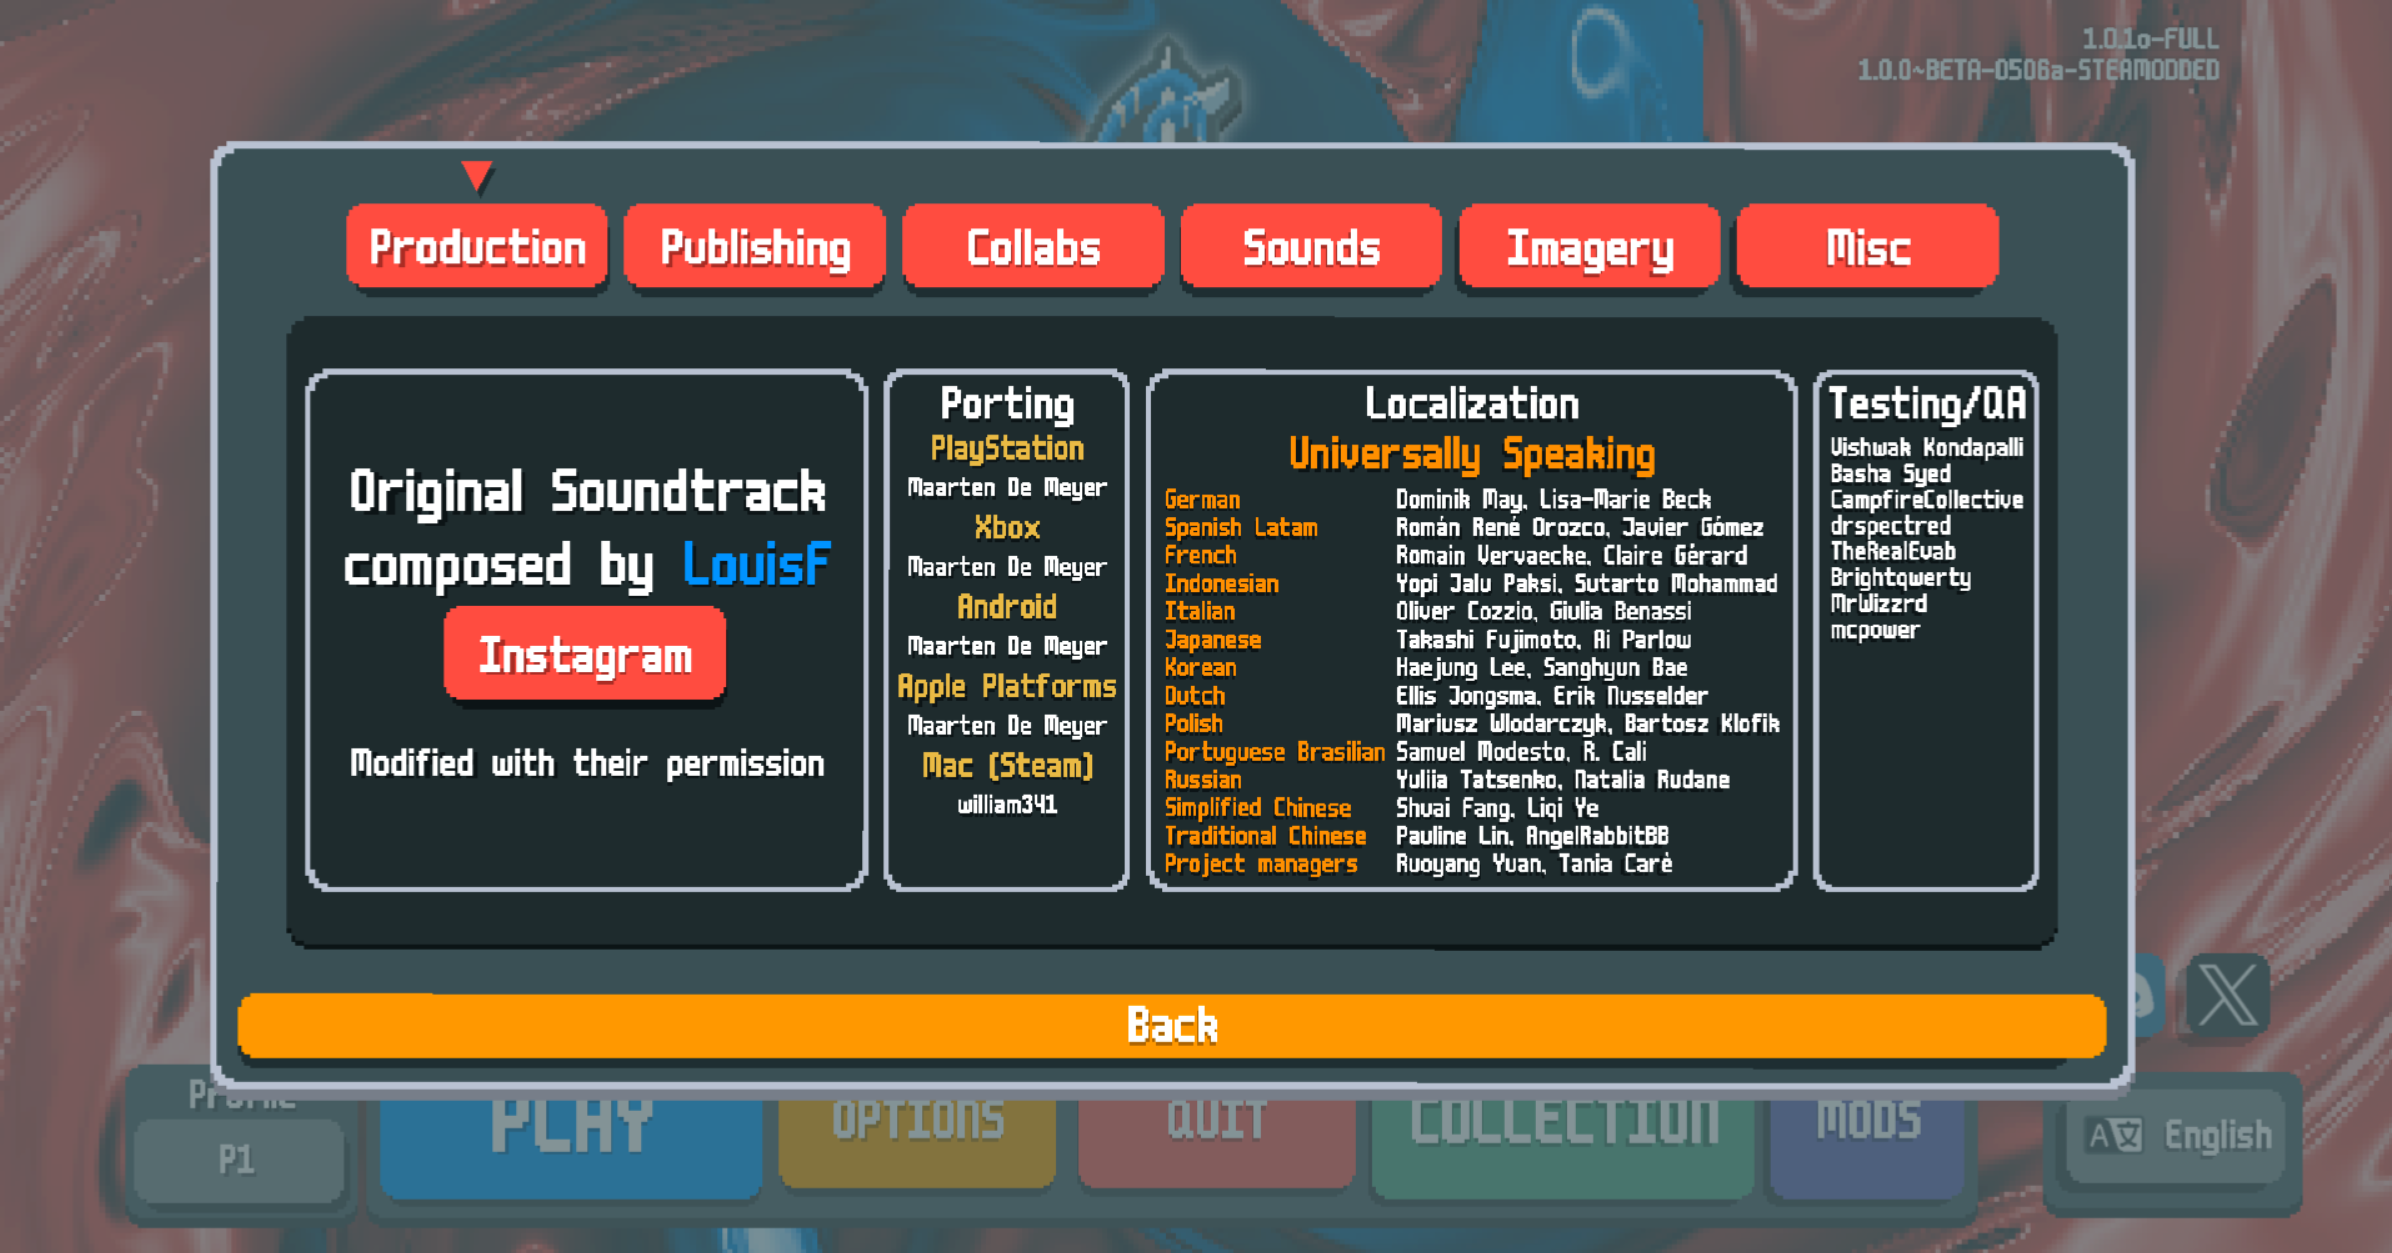 1.0.1o-FULL
1.0.0~BETA-0506a-STEAMODDED
Production
Publishing
Collabs
Sounds
Imagery
Misc
Original Soundtrack
composed by LouisF
Instagram
Modified with their permission
Porting
PlayStation
Maarten De Meyer
Xbox
Maarten De Meyer
Android
Maarten De Meyer
Apple Platforms
Maarten De Meyer
Mac (Steam)
william341
Localization
Universally Speaking
German Dominik May, Lisa-Marie Beck
Spanish Latam Román René Orozco, Javier Gómez
French Romain Vervaecke, Claire Gérard
Indonesian Yopi Jalu Paksi, Sutarto Mohammad
Italian Oliver Cozzio, Giulia Benassi
Japanese Takashi Fujimoto, Ai Parlow
Korean Haejung Lee, Sanghyun Bae
Dutch Ellis Jongsma, Erik Nusselder
Polish Mariusz Wlodarczyk, Bartosz Klofik
Portuguese Brasilian Samuel Modesto, R. Cali
Russian Yuliia Tatsenko, Natalia Rudane
Simplified Chinese Shuai Fang, Liqi Ye
Traditional Chinese Pauline Lin, AngelRabbitBB
Project managers Ruoyang Yuan, Tania Carè
Testing/QA
Vishwak Kondapalli
Basha Syed
CampfireCollective
drspectred
TheRealEvab
Brightqwerty
MrWizzrd
mcpower
Back
Profile
P1
PLAY
OPTIONS
QUIT
COLLECTION
MODS
A文 English